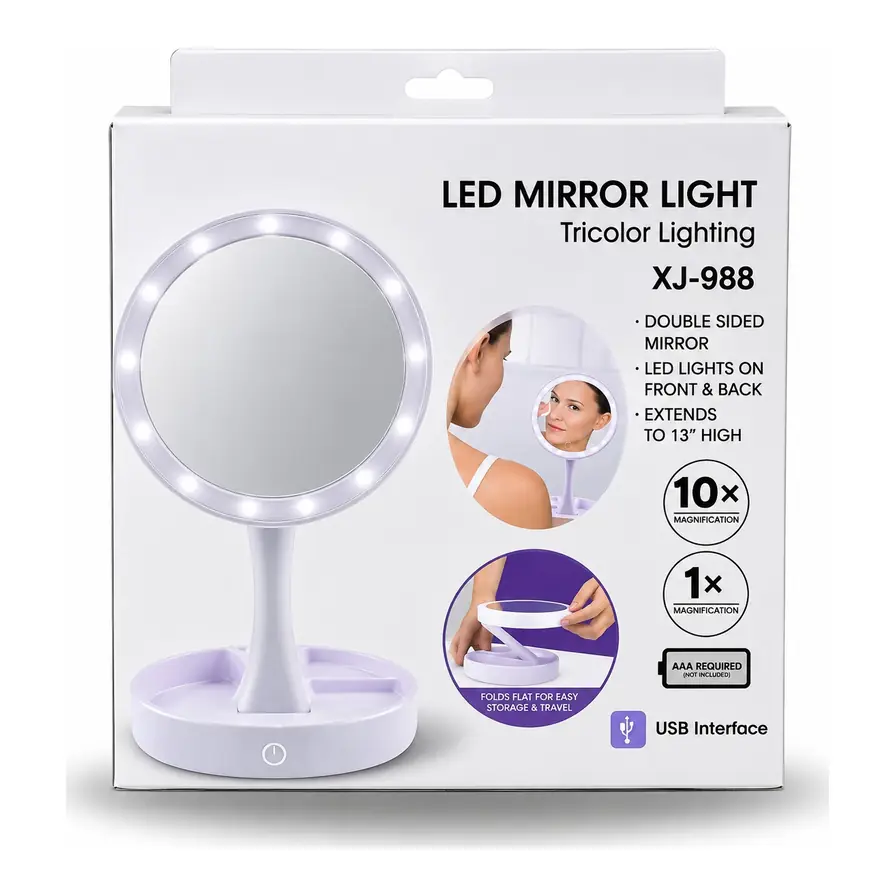 LED MIRROR LIGHT
Tricolor Lighting
XJ-988
· DOUBLE SIDED
MIRROR
· LED LIGHTS ON
FRONT & BACK
· EXTENDS
TO 13” HIGH
10×
MAGNIFICATION
1×
MAGNIFICATION
AAA REQUIRED
(NOT INCLUDED)
FOLDS FLAT FOR EASY
STORAGE & TRAVEL
USB Interface